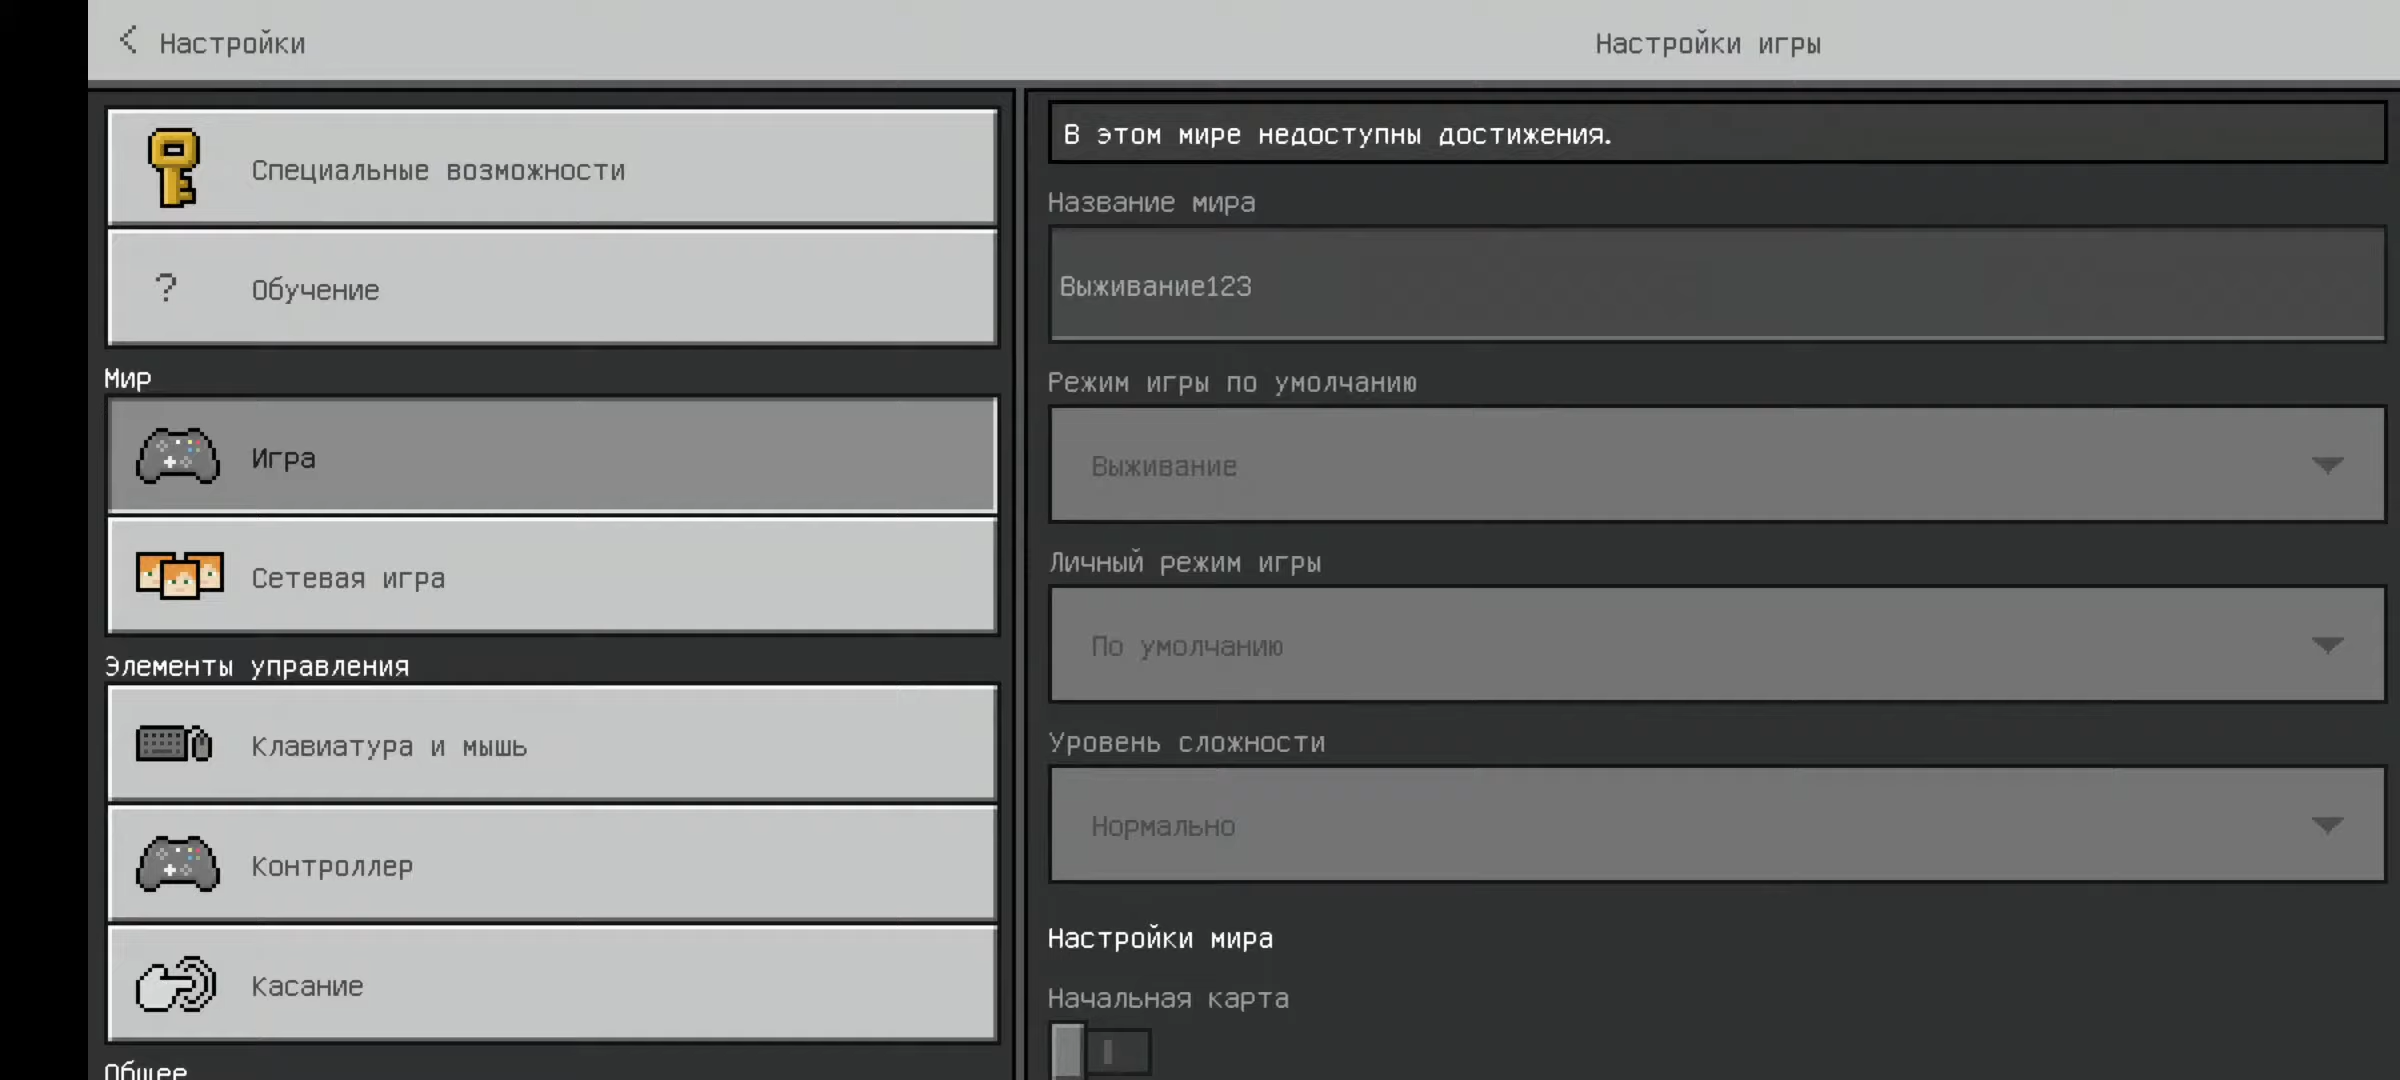 Настройки
Настройки игры
Специальные возможности
? Обучение
Мир
Игра
Сетевая игра
Элементы управления
Клавиатура и мышь
Контроллер
Касание
Общее
В этом мире недоступны достижения.
Название мира
Выживание123
Режим игры по умолчанию
Выживание
Личный режим игры
По умолчанию
Уровень сложности
Нормально
Настройки мира
Начальная карта